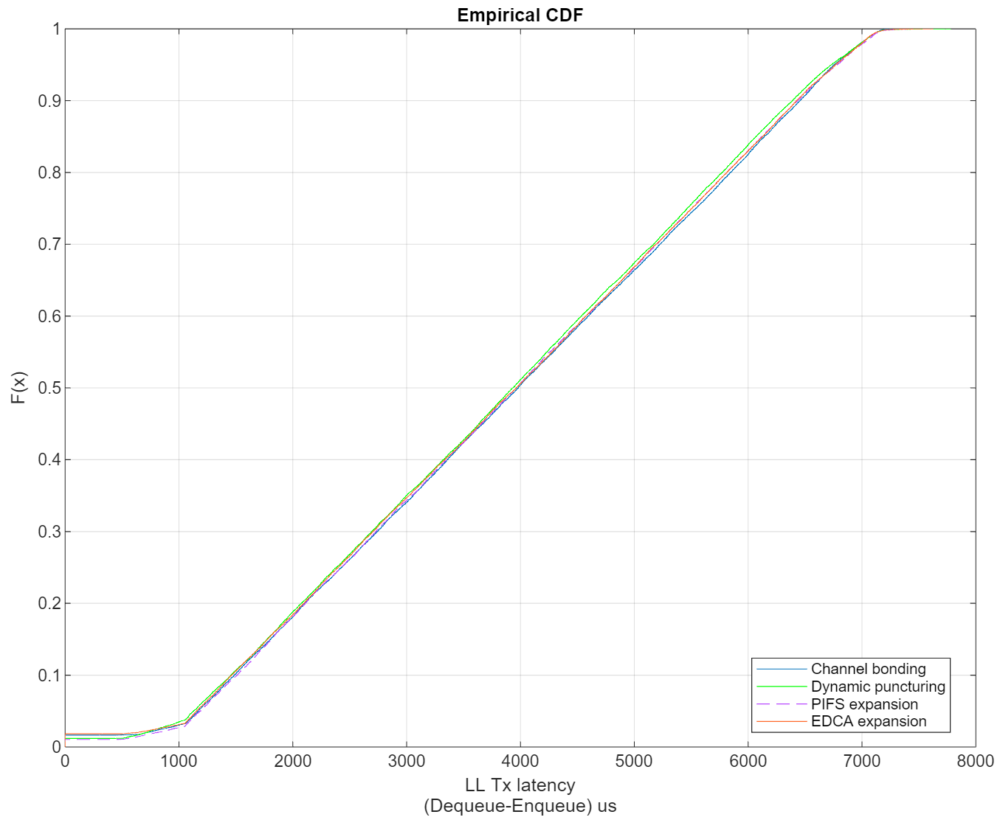 Empirical CDF
1
0.9
0.8
0.7
0.6
0.5
0.4
0.3
0.2
0.1
0
F(x)
Channel bonding
Dynamic puncturing
PIFS expansion
EDCA expansion
0 1000 2000 3000 4000 5000 6000 7000 8000
LL Tx latency
(Dequeue-Enqueue) us